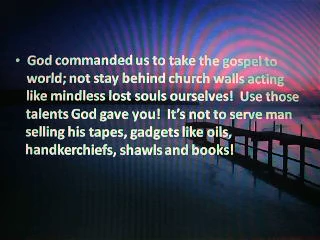 • God commanded us to take the gospel to
world; not stay behind church walls acting
like mindless lost souls ourselves!  Use those
talents God gave you!  It's not to serve man
selling his tapes, gadgets like oils,
handkerchiefs, shawls and books!